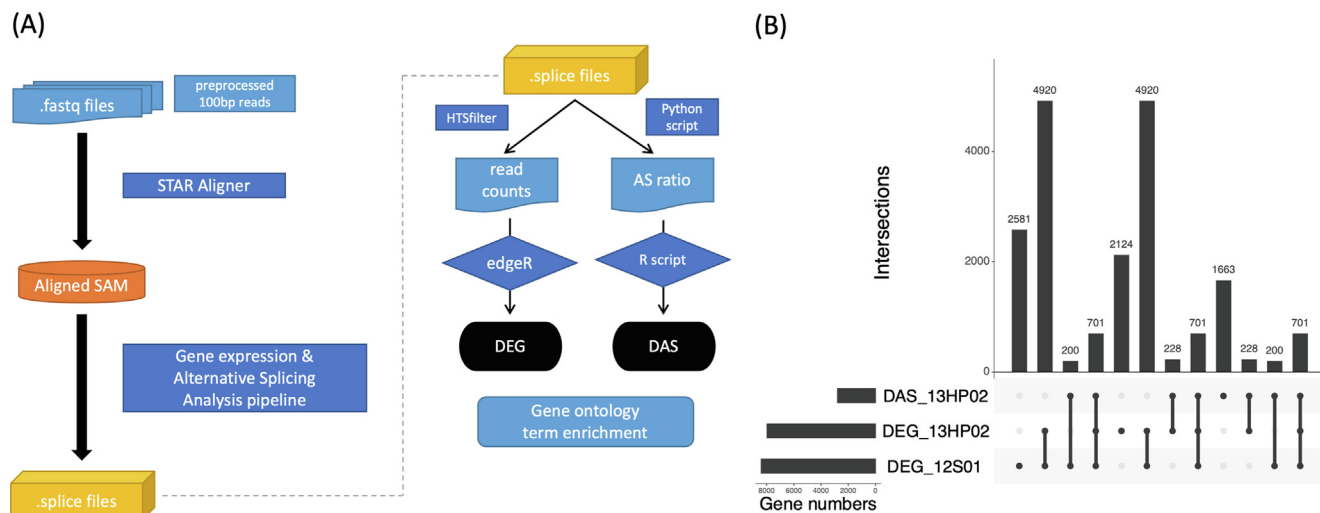 (A)
.fastq files
preprocessed
100bp reads
STAR Aligner
Aligned SAM
Gene expression &
Alternative Splicing
Analysis pipeline
.splice files
.splice files
HTSfilter
Python
script
read
counts
AS ratio
edgeR
R script
DEG
DAS
Gene ontology
term enrichment
(B)
Intersections
4000
2000
0
2581
4920
200
701
2124
4920
228
701
1663
228
200
701
DAS_13HP02
DEG_13HP02
DEG_12S01
8000 6000 4000 2000 0
Gene numbers